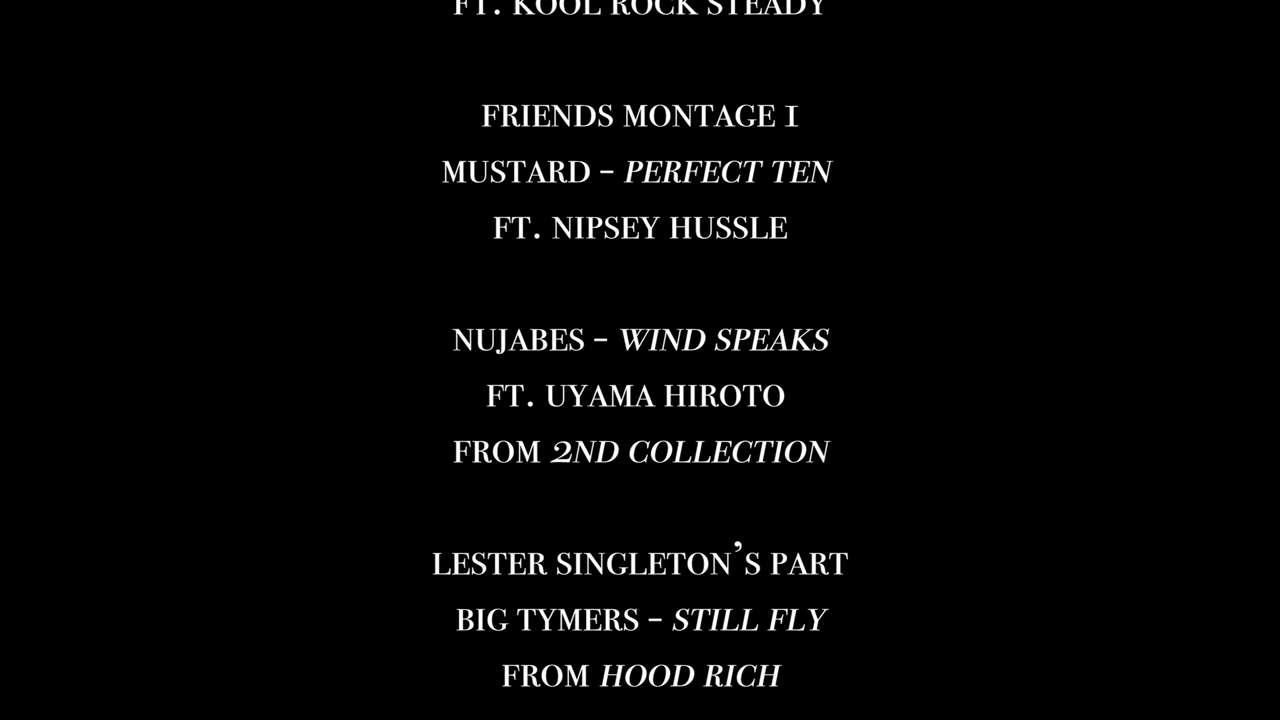 FT. KOOL ROCK STEADY
FRIENDS MONTAGE 1
MUSTARD - PERFECT TEN
FT. NIPSEY HUSSLE
NUJABES - WIND SPEAKS
FT. UYAMA HIROTO
FROM 2ND COLLECTION
LESTER SINGLETON’S PART
BIG TYMERS - STILL FLY
FROM HOOD RICH